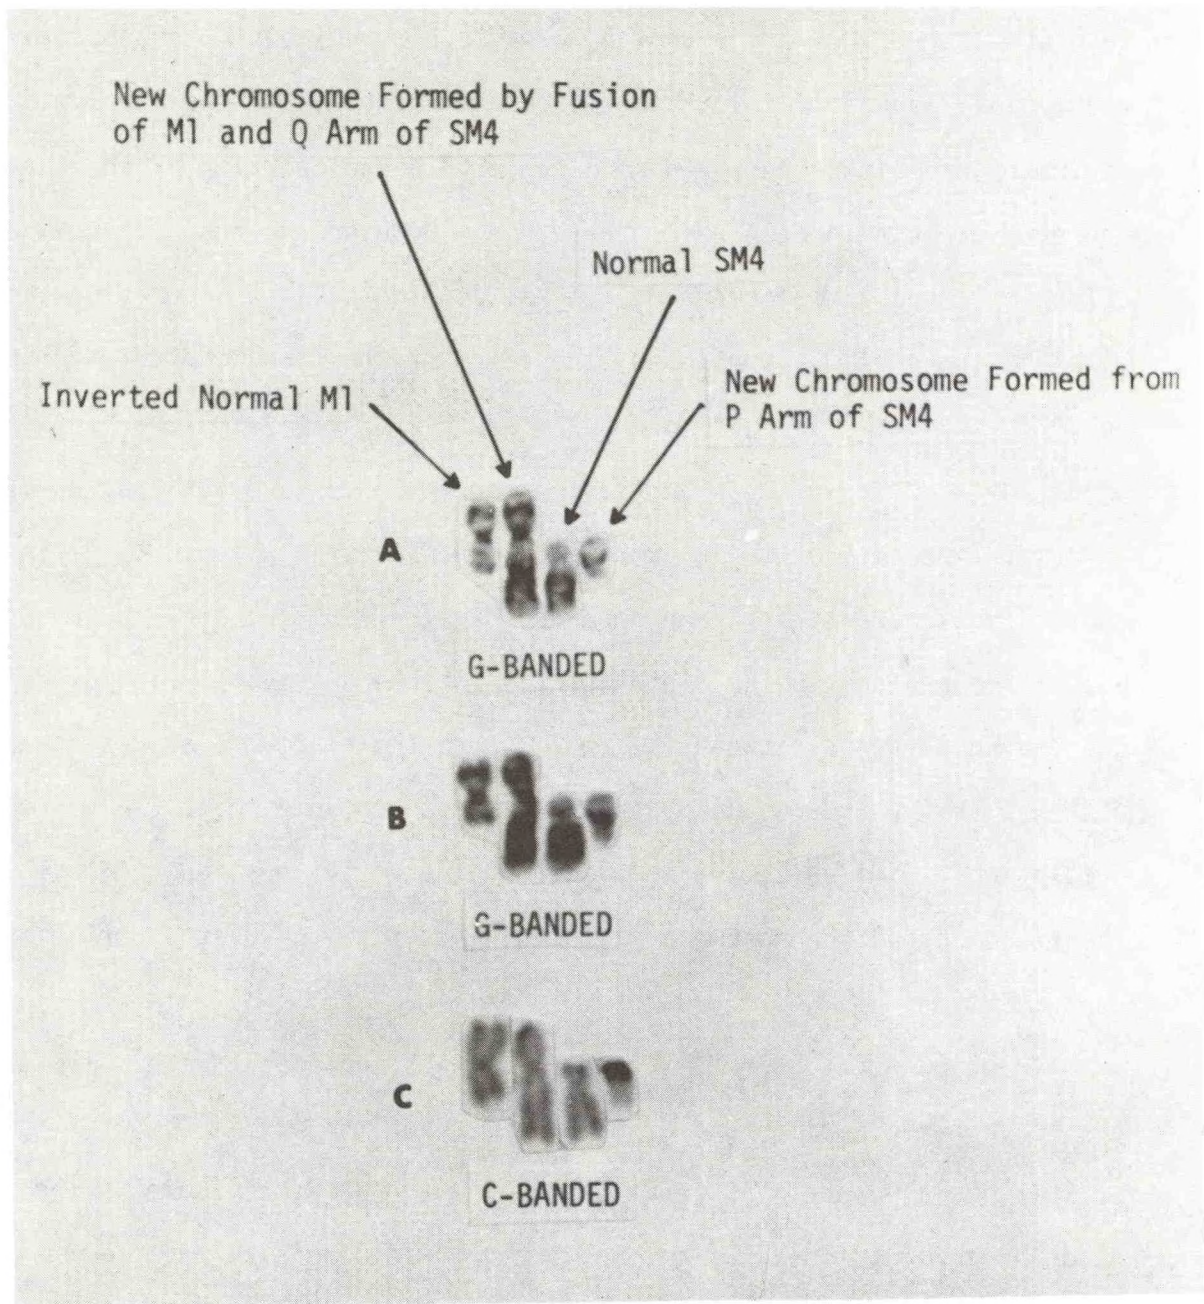 New Chromosome Formed by Fusion
of M1 and Q Arm of SM4
Normal SM4
Inverted Normal M1
New Chromosome Formed from
P Arm of SM4
A
G-BANDED
B
G-BANDED
C
C-BANDED